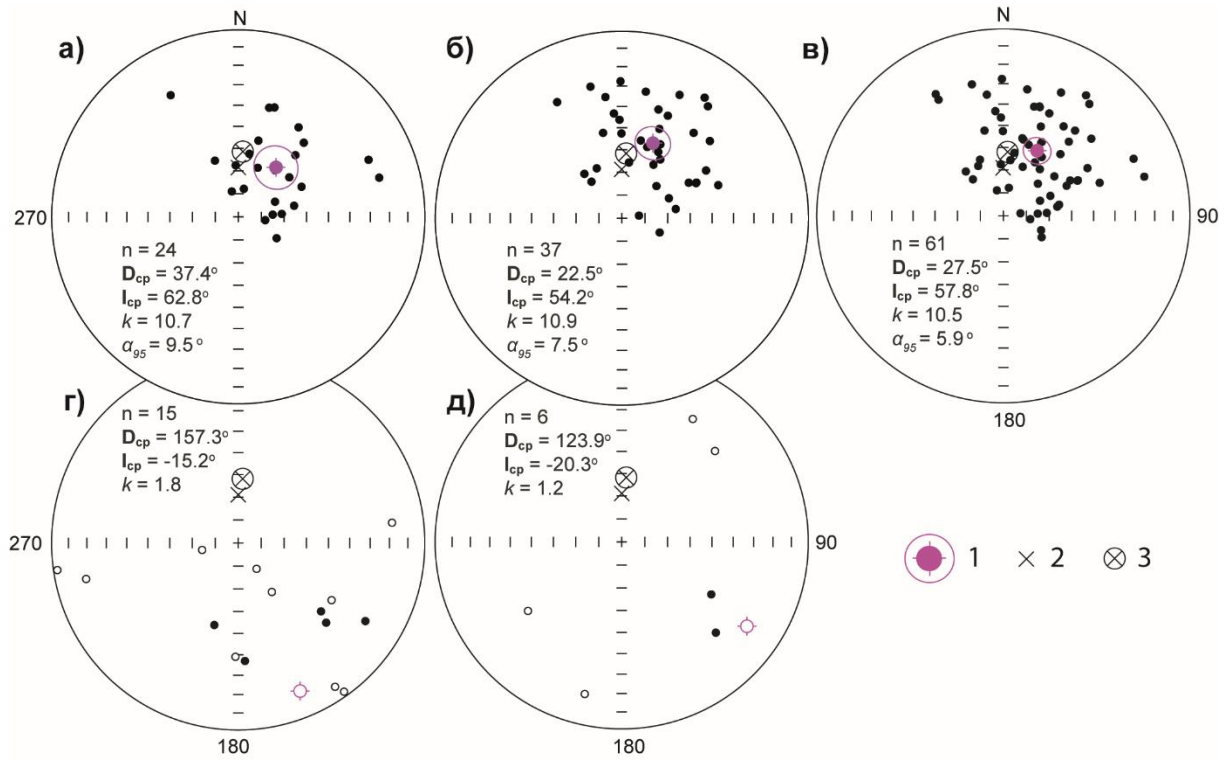 а)
N
270
n = 24
Dср = 37.4°
Iср = 62.8°
k = 10.7
α95 = 9.5°
б)
n = 37
Dср = 22.5°
Iср = 54.2°
k = 10.9
α95 = 7.5°
в)
N
90
n = 61
Dср = 27.5°
Iср = 57.8°
k = 10.5
α95 = 5.9°
180
г)
n = 15
Dср = 157.3°
Iср = -15.2°
k = 1.8
270
180
д)
n = 6
Dср = 123.9°
Iср = -20.3°
k = 1.2
90
180
1
2
3